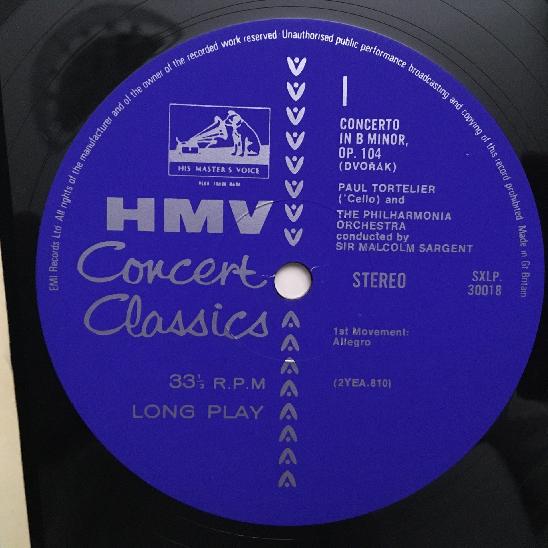 EMI Records Ltd All rights of the manufacturer and of the owner of the recorded work reserved Unauthorised public performance broadcasting and copying of this record prohibited Made in Gt Britain
HIS MASTER'S VOICE
HMV
Concert
Classics
33⅓ R.P.M
LONG PLAY
1
CONCERTO
IN B MINOR,
OP. 104
(DVOŘÁK)
PAUL TORTELIER
('Cello) and
THE PHILHARMONIA
ORCHESTRA
conducted by
SIR MALCOLM SARGENT
STEREO
SXLP.
30018
1st Movement:
Allegro
(2YEA.810)